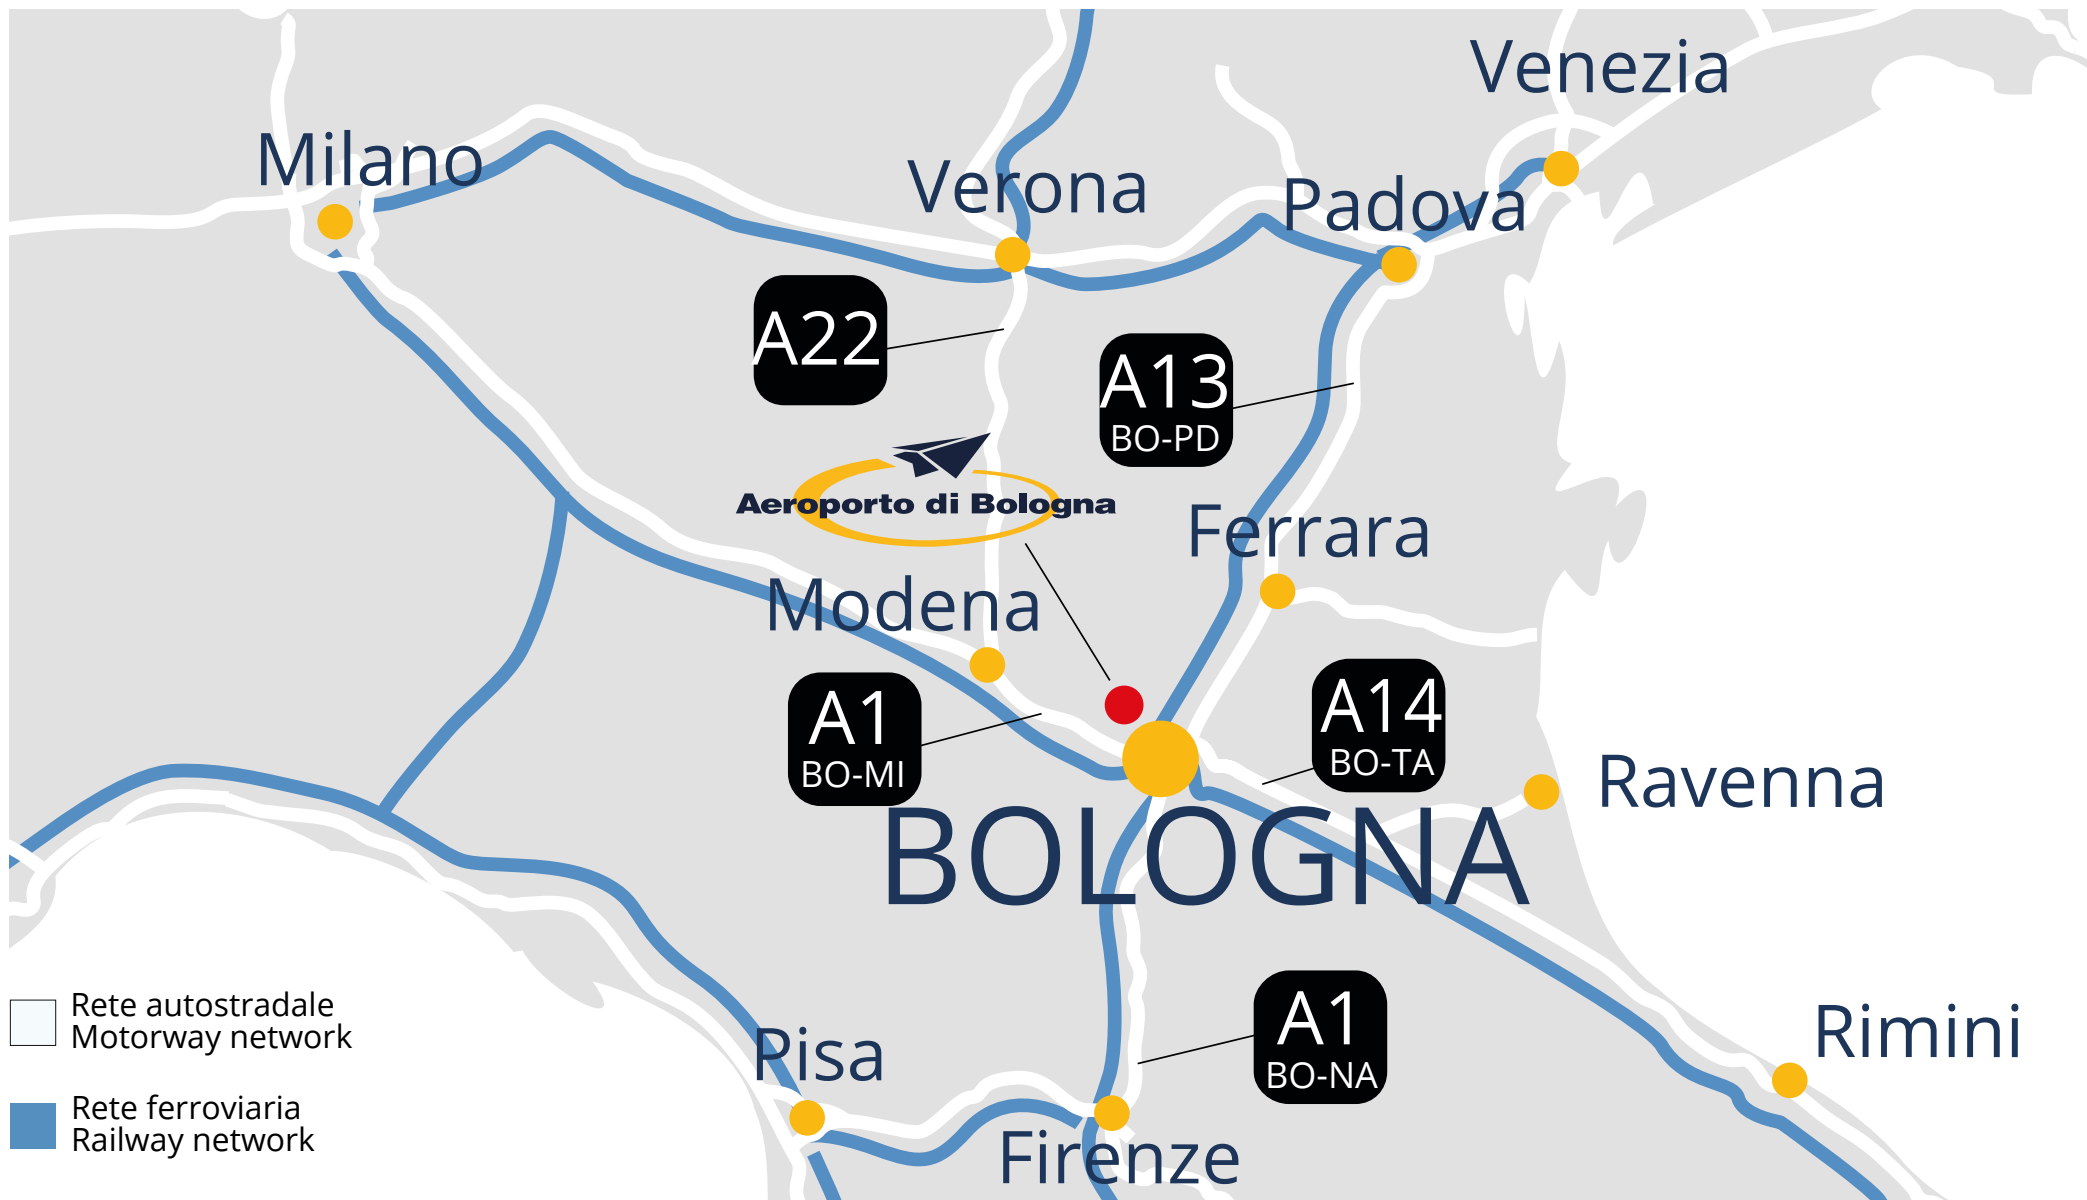 Venezia
Milano
Verona
Padova
A22
A13
BO-PD
Aeroporto di Bologna
Ferrara
Modena
A1
BO-MI
A14
BO-TA
Ravenna
BOLOGNA
Rete autostradale
Motorway network
A1
BO-NA
Rimini
Pisa
Rete ferroviaria
Railway network
Firenze